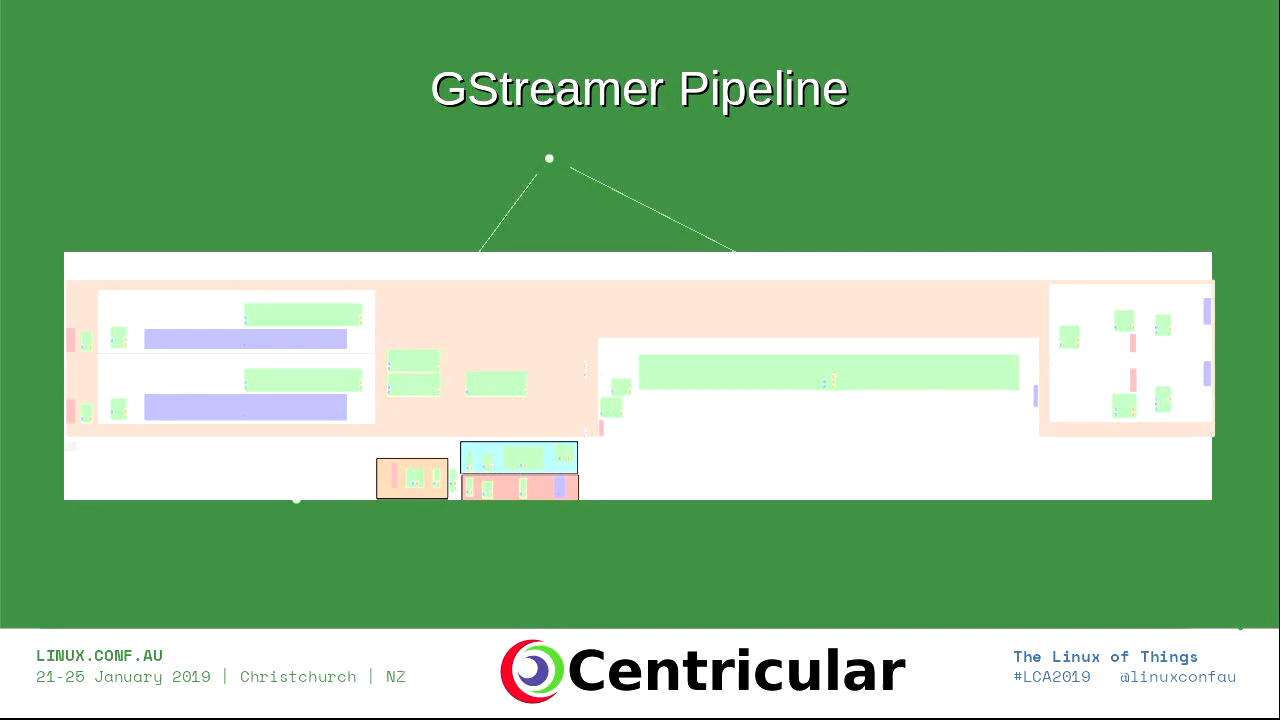 GStreamer Pipeline
LINUX.CONF.AU
21-25 January 2019 | Christchurch | NZ
Centricular
The Linux of Things
#LCA2019 @linuxconfau